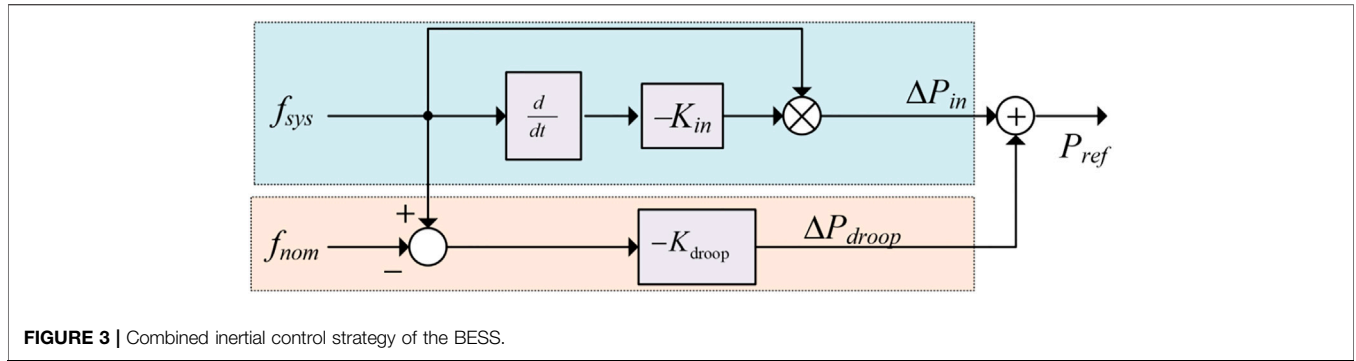 f_sys
d
dt
–K_in
ΔP_in
+
P_ref
+
f_nom
–
–K_droop
ΔP_droop
FIGURE 3 | Combined inertial control strategy of the BESS.